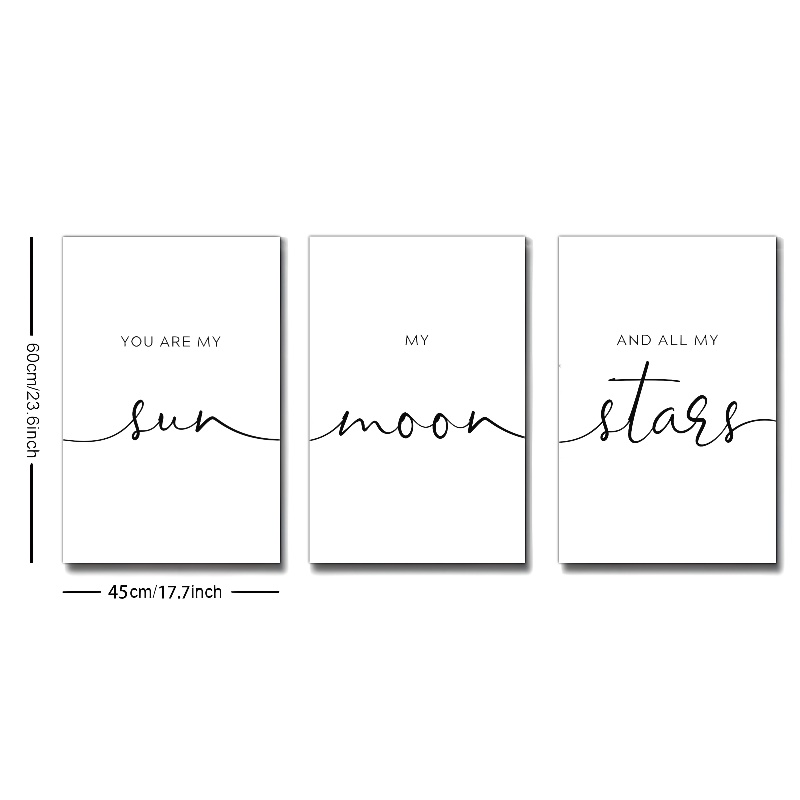 YOU ARE MY
sun
MY
moon
AND ALL MY
stars
60cm/23.6inch
45cm/17.7inch